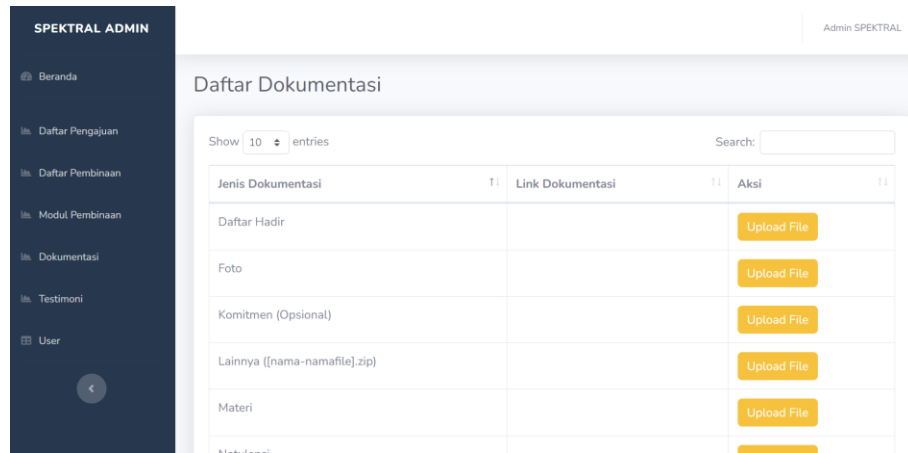 SPEKTRAL ADMIN
Admin SPEKTRAL
Beranda
Daftar Pengajuan
Daftar Pembinaan
Modul Pembinaan
Dokumentasi
Testimoni
User
Daftar Dokumentasi
Show 10 entries
Search:
Jenis Dokumentasi Link Dokumentasi Aksi
Daftar Hadir Upload File
Foto Upload File
Komitmen (Opsional) Upload File
Lainnya ([nama-namafile].zip) Upload File
Materi Upload File